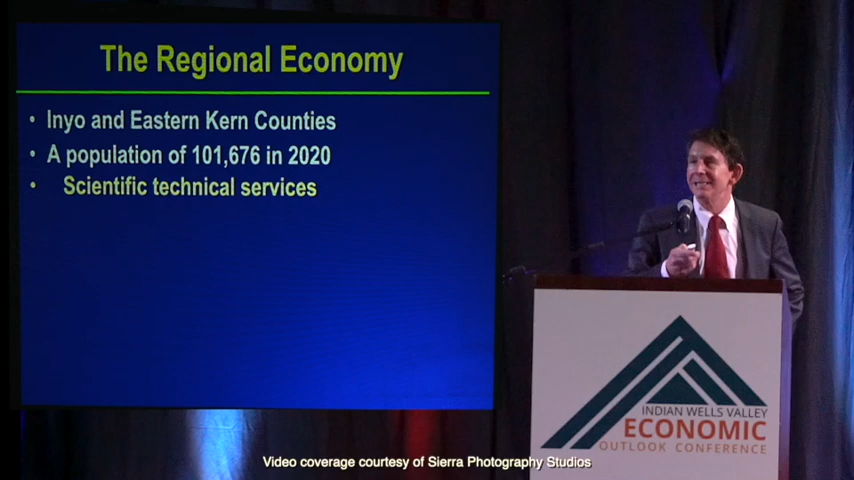 The Regional Economy
• Inyo and Eastern Kern Counties
• A population of 101,676 in 2020
• Scientific technical services
INDIAN WELLS VALLEY
ECONOMIC
OUTLOOK CONFERENCE
Video coverage courtesy of Sierra Photography Studios